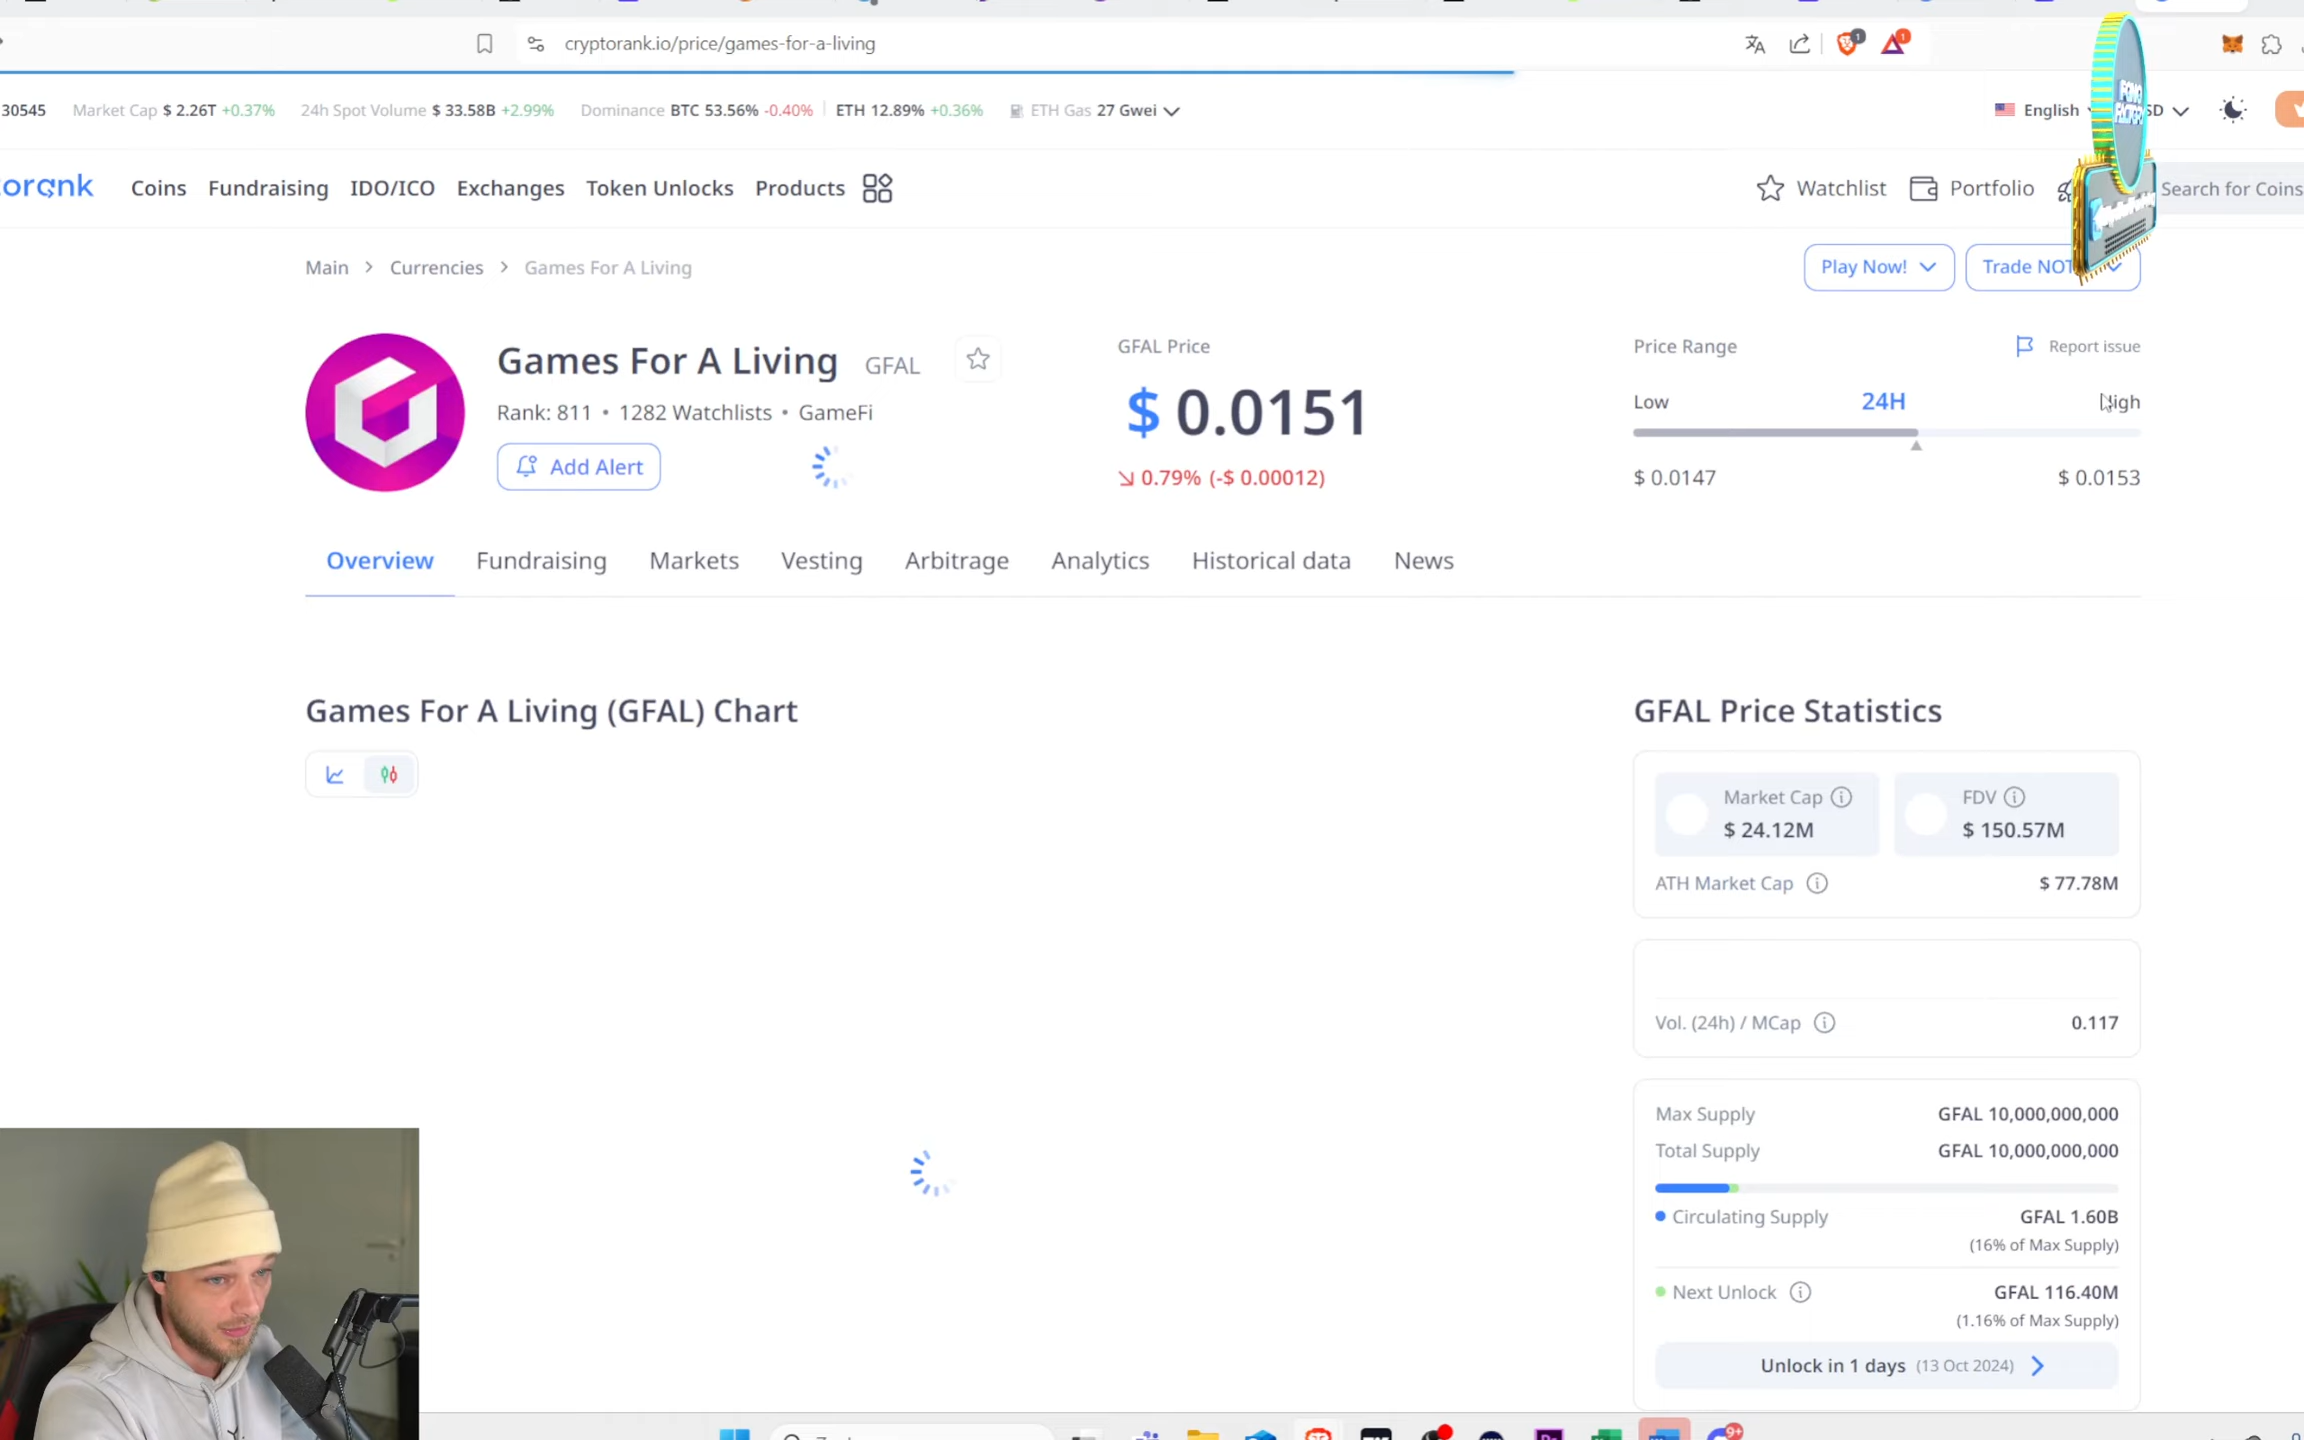 cryptorank.io/price/games-for-a-living
1
1
30545 Market Cap $ 2.26T +0.37% 24h Spot Volume $ 33.58B +2.99% Dominance BTC 53.56% -0.40% ETH 12.89% +0.36% ETH Gas 27 Gwei
English SD
orank Coins Fundraising IDO/ICO Exchanges Token Unlocks Products
Watchlist Portfolio Search for Coins
Main > Currencies > Games For A Living
Play Now! Trade NOT
Games For A Living GFAL
Rank: 811 • 1282 Watchlists • GameFi
Add Alert
GFAL Price
$ 0.0151
0.79% (-$ 0.00012)
Price Range Report issue
Low 24H High
$ 0.0147 $ 0.0153
Overview Fundraising Markets Vesting Arbitrage Analytics Historical data News
Games For A Living (GFAL) Chart
GFAL Price Statistics
Market Cap FDV
$ 24.12M $ 150.57M
ATH Market Cap $ 77.78M
Vol. (24h) / MCap 0.117
Max Supply GFAL 10,000,000,000
Total Supply GFAL 10,000,000,000
Circulating Supply GFAL 1.60B
(16% of Max Supply)
Next Unlock GFAL 116.40M
(1.16% of Max Supply)
Unlock in 1 days (13 Oct 2024)
9+